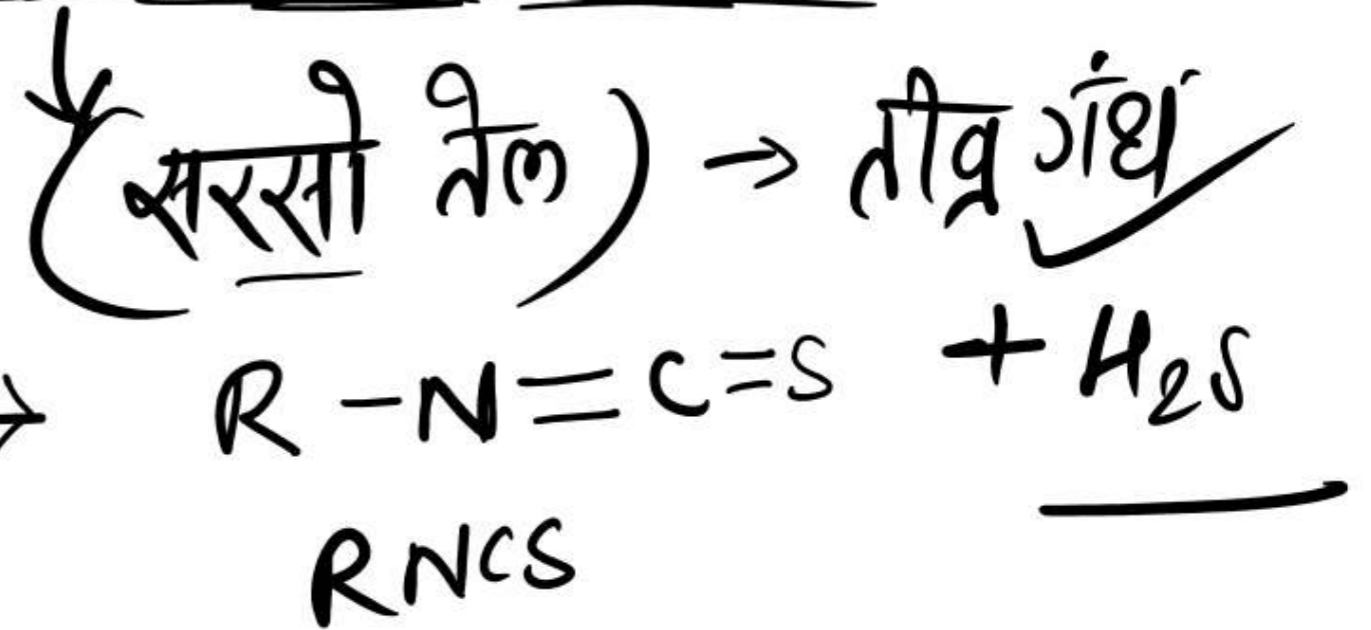 (सरसो तेल) → तीव्र गंध
→ R-N=C=S + H₂S
RNCS